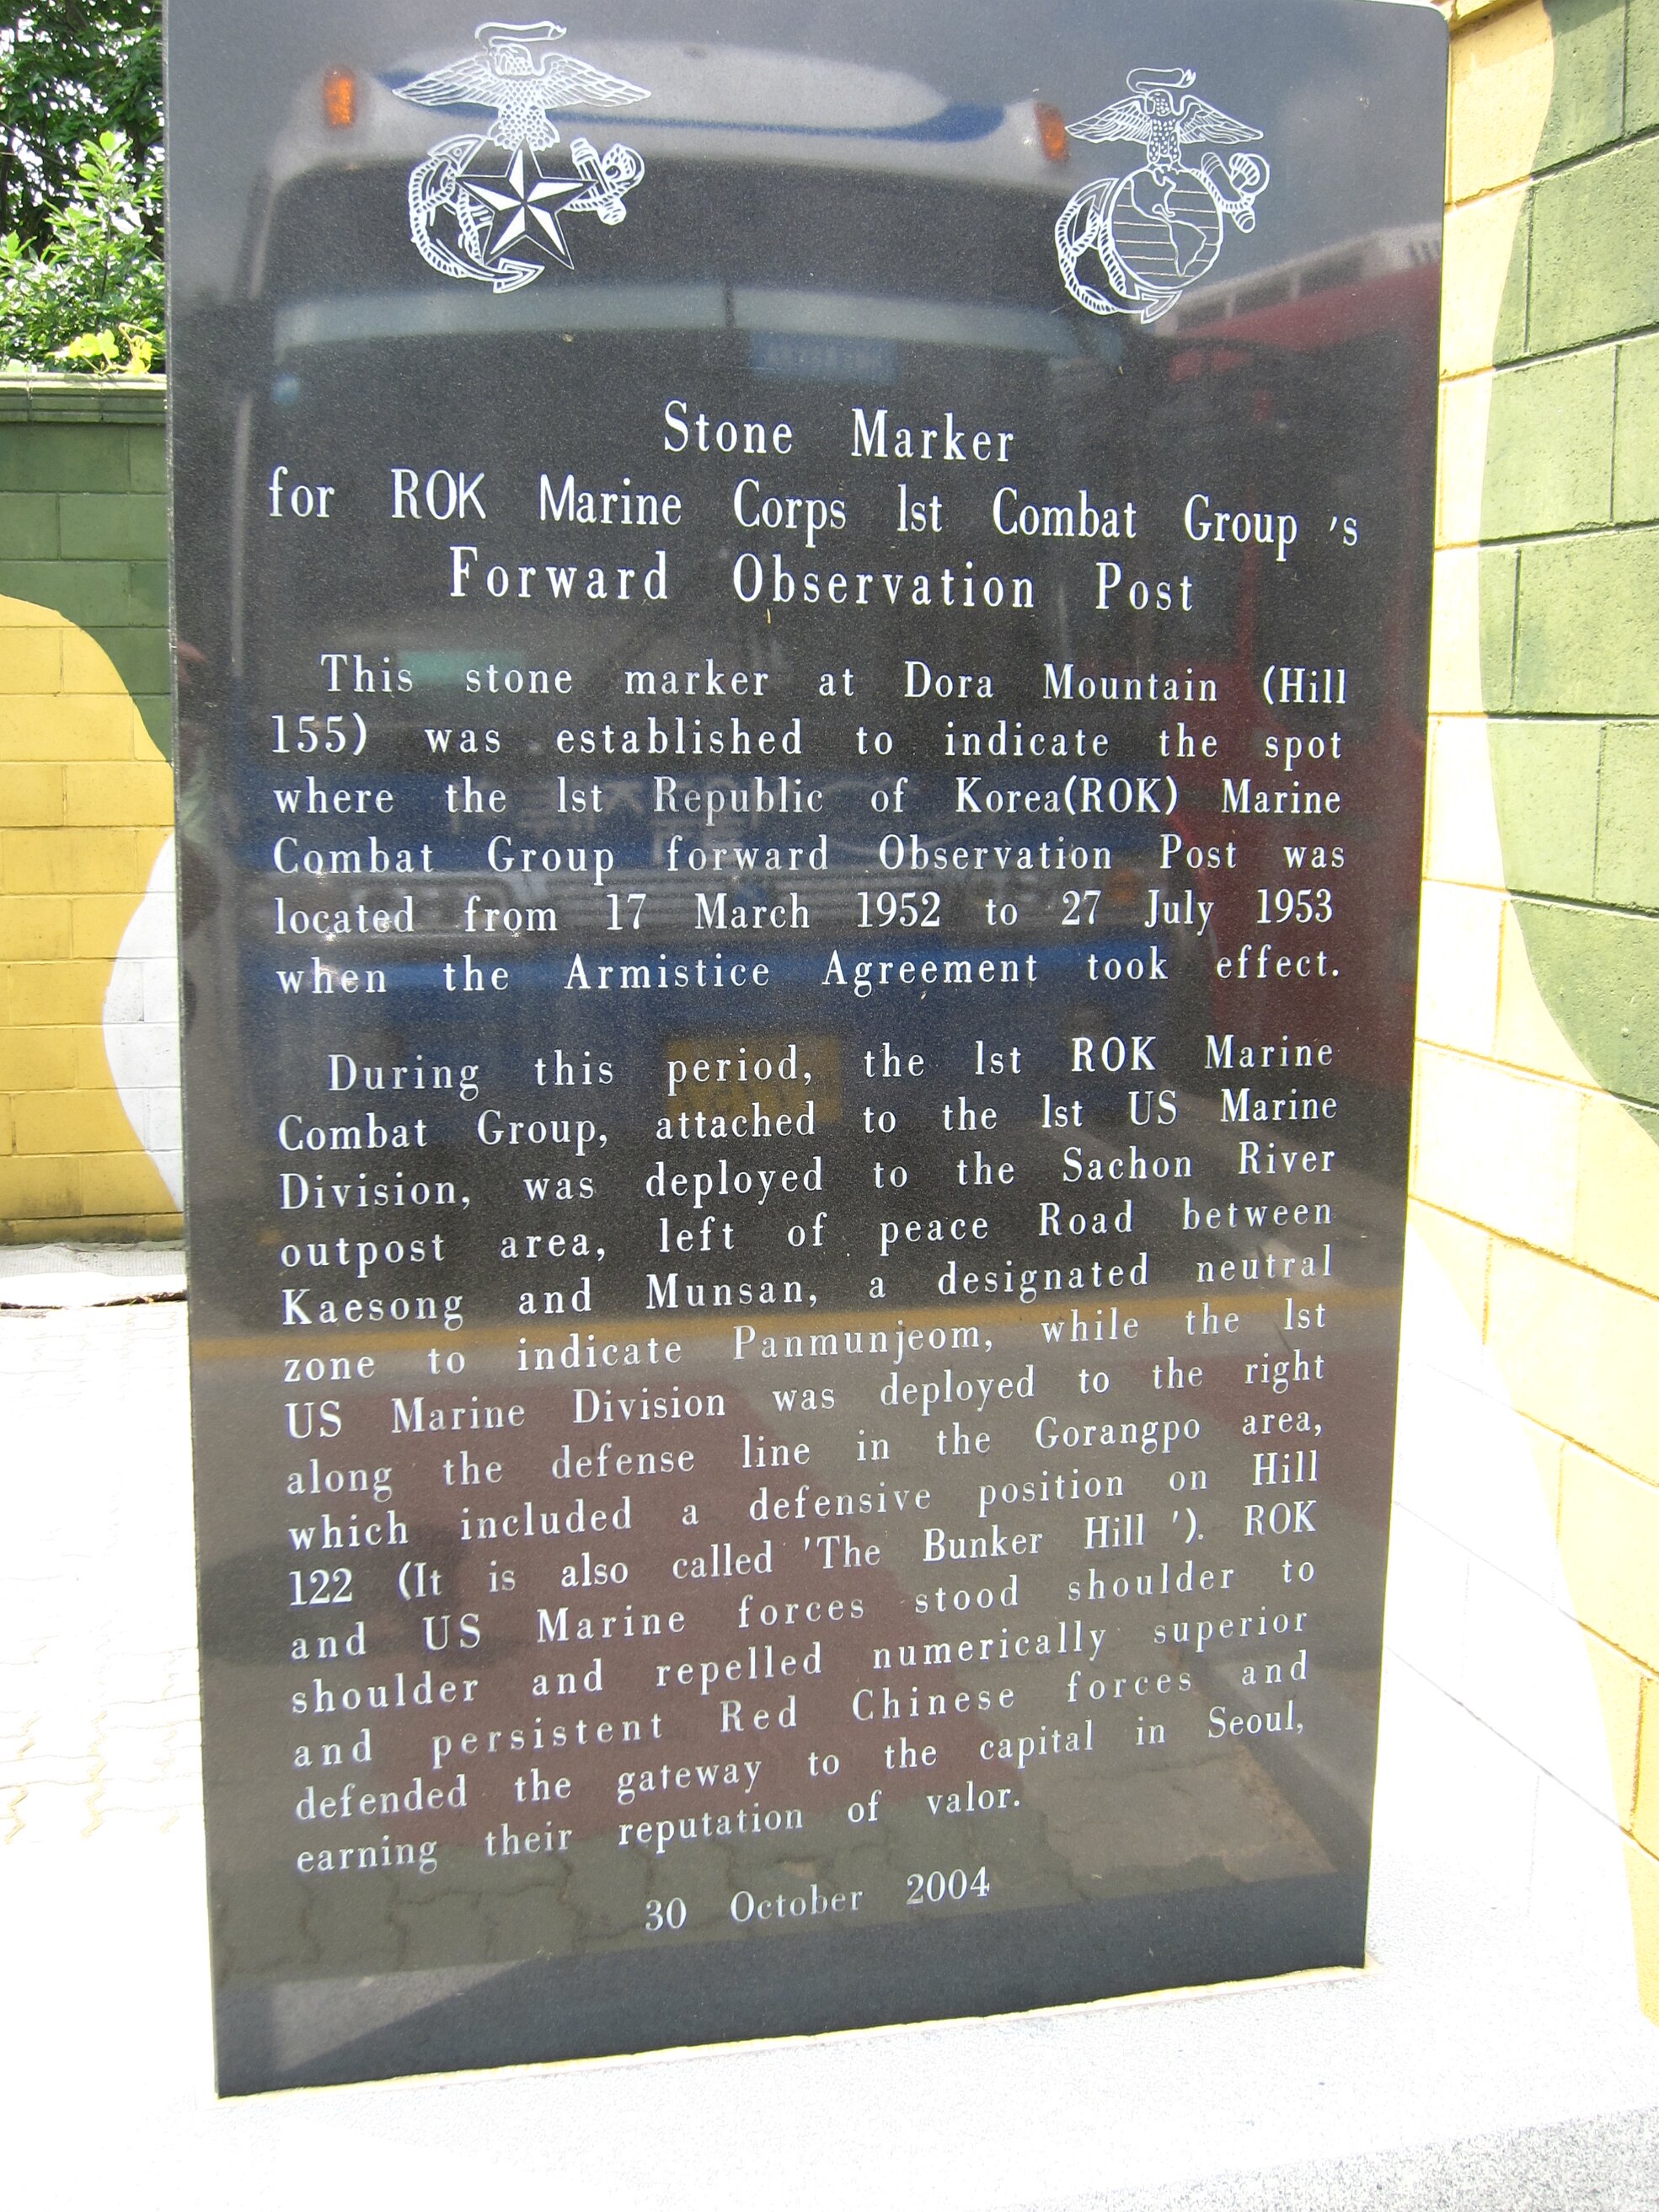 Stone Marker
for ROK Marine Corps lst Combat Group 's
Forward Observation Post
This stone marker at Dora Mountain (Hill
155) was established to indicate the spot
where the lst Republic of Korea(ROK) Marine
Combat Group forward Observation Post was
located from 17 March 1952 to 27 July 1953
when the Armistice Agreement took effect.
During this period, the lst ROK Marine
Combat Group, attached to the lst US Marine
Division, was deployed to the Sachon River
outpost area, left of peace Road between
Kaesong and Munsan, a designated neutral
zone to indicate Panmunjeom, while the lst
US Marine Division was deployed to the right
along the defense line in the Gorangpo area,
which included a defensive position on Hill
122 (It is also called 'The Bunker Hill '). ROK
and US Marine forces stood shoulder to
shoulder and repelled numerically superior
and persistent Red Chinese forces and
defended the gateway to the capital in Seoul,
earning their reputation of valor.
30 October 2004